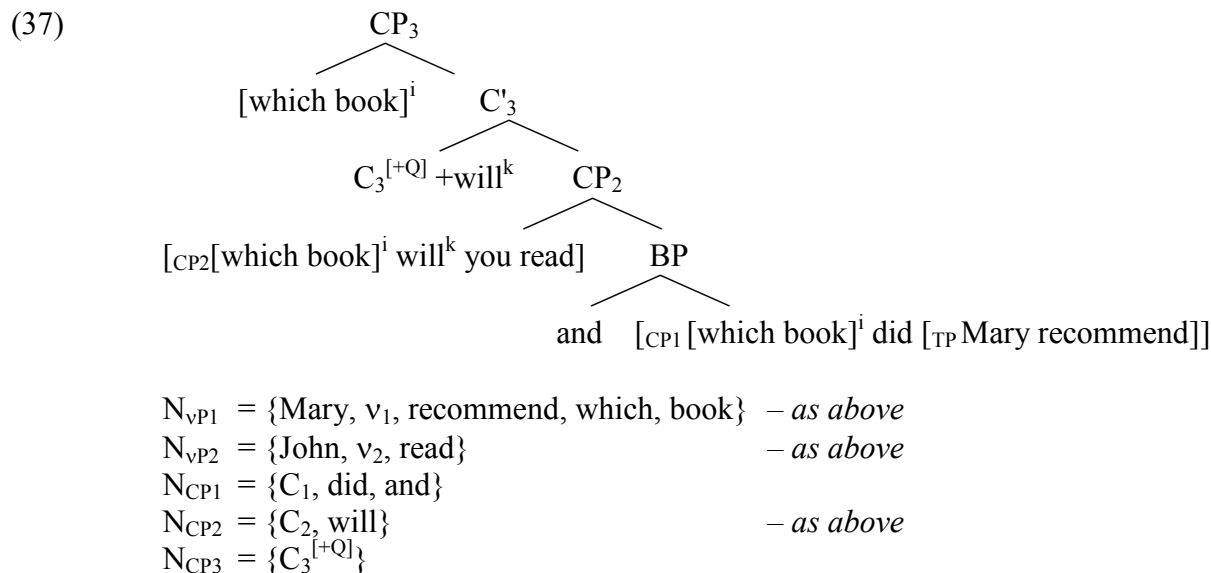 (37) CP₃
[which book]ⁱ C'₃
C₃[+Q] +willᵏ CP₂
[CP2[which book]ⁱ willᵏ you read] BP
and [CP1 [which book]ⁱ did [TP Mary recommend]]
NνP1 = {Mary, ν₁, recommend, which, book} – as above
NνP2 = {John, ν₂, read} – as above
NCP1 = {C₁, did, and}
NCP2 = {C₂, will} – as above
NCP3 = {C₃[+Q]}